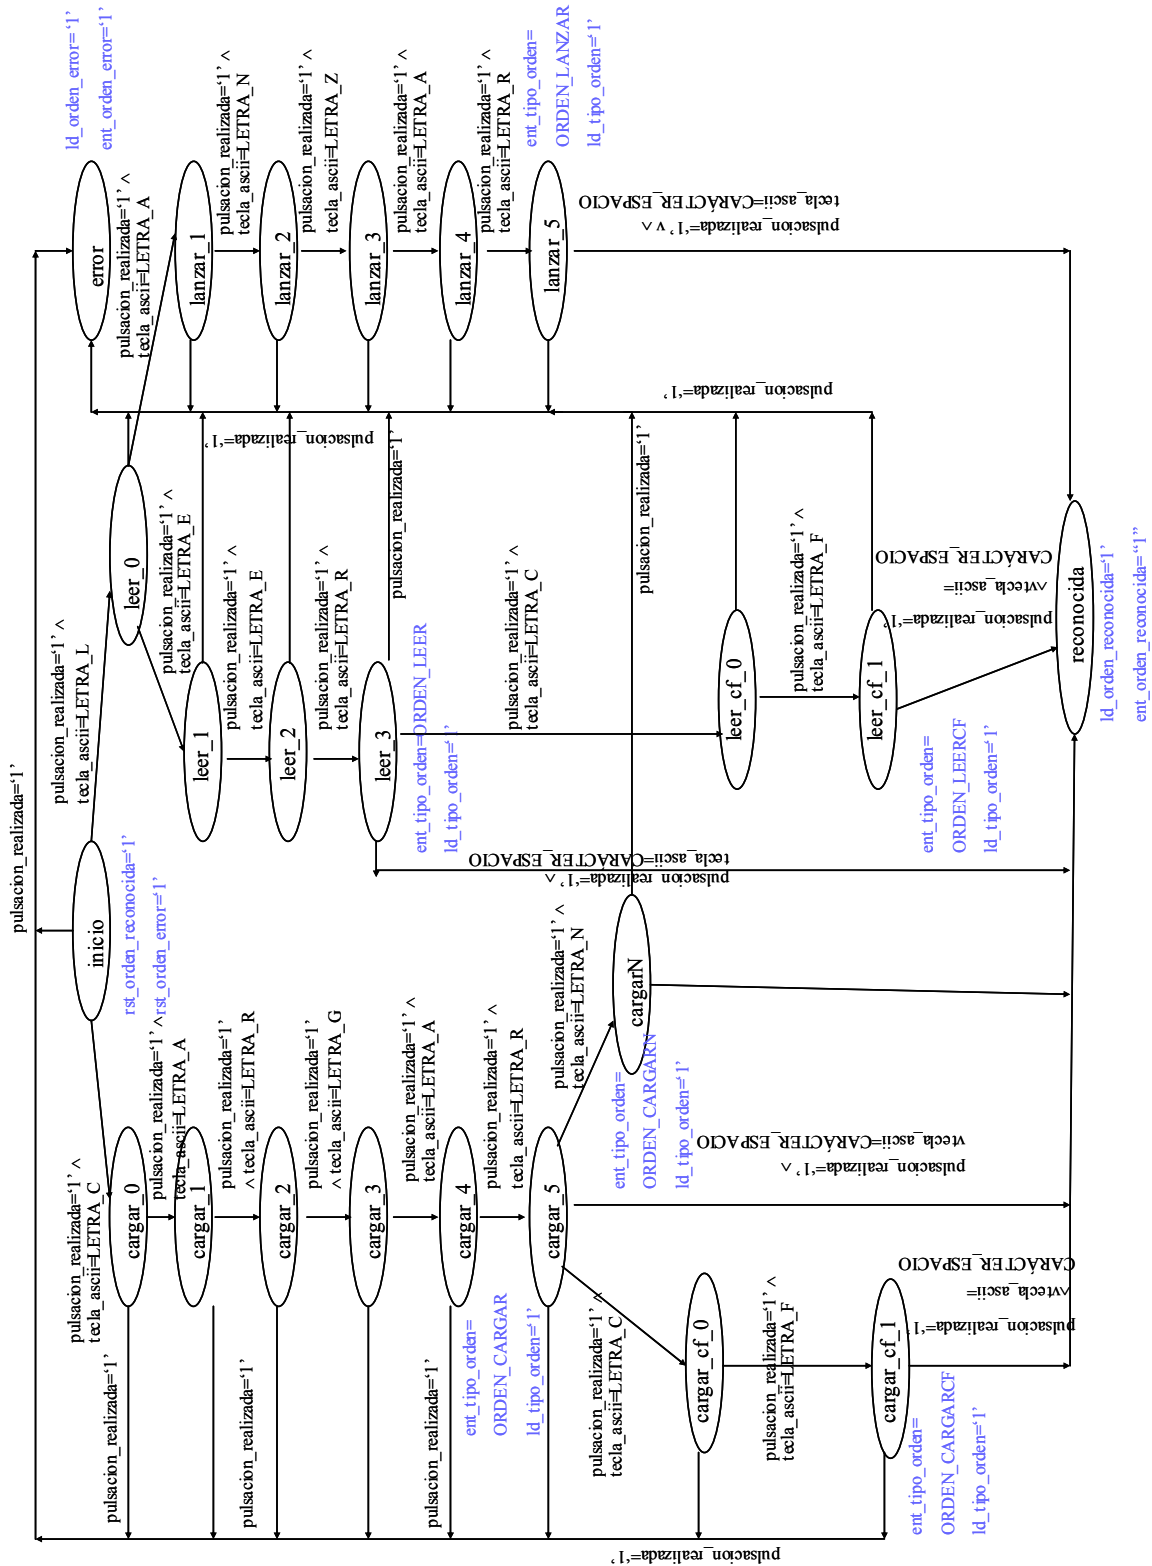 pulsacion_realizada=‘1’
inicio
rst_orden_reconocida=‘1’
rst_orden_error=‘1’
pulsacion_realizada=‘1’ ^
tecla_ascii=LETRA_C
pulsacion_realizada=‘1’ ^
tecla_ascii=LETRA_L
cargar_0
pulsacion_realizada=‘1’
pulsacion_realizada=‘1’ ^
tecla_ascii=LETRA_A
cargar_1
pulsacion_realizada=‘1’
^ tecla_ascii=LETRA_R
cargar_2
pulsacion_realizada=‘1’
pulsacion_realizada=‘1’
^ tecla_ascii=LETRA_G
cargar_3
pulsacion_realizada=‘1’ ^
tecla_ascii=LETRA_A
cargar_4
pulsacion_realizada=‘1’
ent_tipo_orden=
ORDEN_CARGAR
ld_tipo_orden=‘1’
pulsacion_realizada=‘1’ ^
tecla_ascii=LETRA_R
cargar_5
pulsacion_realizada=‘1’ ^
tecla_ascii=LETRA_C
pulsacion_realizada=‘1’ ^
tecla_ascii=LETRA_N
cargarN
ent_tipo_orden=
ORDEN_CARGARN
ld_tipo_orden=‘1’
pulsacion_realizada=‘1’
pulsacion_realizada=‘1’ ^
vtecla_ascii=CARÁCTER_ESPACIO
cargar_cf_0
pulsacion_realizada=‘1’ ^
tecla_ascii=LETRA_F
cargar_cf_1
ent_tipo_orden=
ORDEN_CARGARCF
ld_tipo_orden=‘1’
pulsacion_realizada=‘1’
pulsacion_realizada=‘1’
^vtecla_ascii=
CARÁCTER_ESPACIO
leer_0
pulsacion_realizada=‘1’
pulsacion_realizada=‘1’ ^
tecla_ascii=LETRA_E
leer_1
pulsacion_realizada=‘1’ ^
tecla_ascii=LETRA_E
leer_2
pulsacion_realizada=‘1’ ^
tecla_ascii=LETRA_R
leer_3
pulsacion_realizada=‘1’
ent_tipo_orden=ORDEN_LEER
ld_tipo_orden=‘1’
pulsacion_realizada=‘1’ ^
tecla_ascii=CARÁCTER_ESPACIO
pulsacion_realizada=‘1’ ^
tecla_ascii=LETRA_C
leer_cf_0
pulsacion_realizada=‘1’ ^
tecla_ascii=LETRA_F
leer_cf_1
ent_tipo_orden=
ORDEN_LEERCF
ld_tipo_orden=‘1’
pulsacion_realizada=‘1’
^vtecla_ascii=
CARÁCTER_ESPACIO
pulsacion_realizada=‘1’
error
ld_orden_error=‘1’
ent_orden_error=‘1’
pulsacion_realizada=‘1’ ^
tecla_ascii=LETRA_A
lanzar_1
pulsacion_realizada=‘1’ ^
tecla_ascii=LETRA_N
lanzar_2
pulsacion_realizada=‘1’ ^
tecla_ascii=LETRA_Z
lanzar_3
pulsacion_realizada=‘1’ ^
tecla_ascii=LETRA_A
lanzar_4
pulsacion_realizada=‘1’ ^
tecla_ascii=LETRA_R
lanzar_5
ent_tipo_orden=
ORDEN_LANZAR
ld_tipo_orden=‘1’
pulsacion_realizada=‘1’ v ^
tecla_ascii=CARÁCTER_ESPACIO
reconocida
ld_orden_reconocida=‘1’
ent_orden_reconocida=“1”